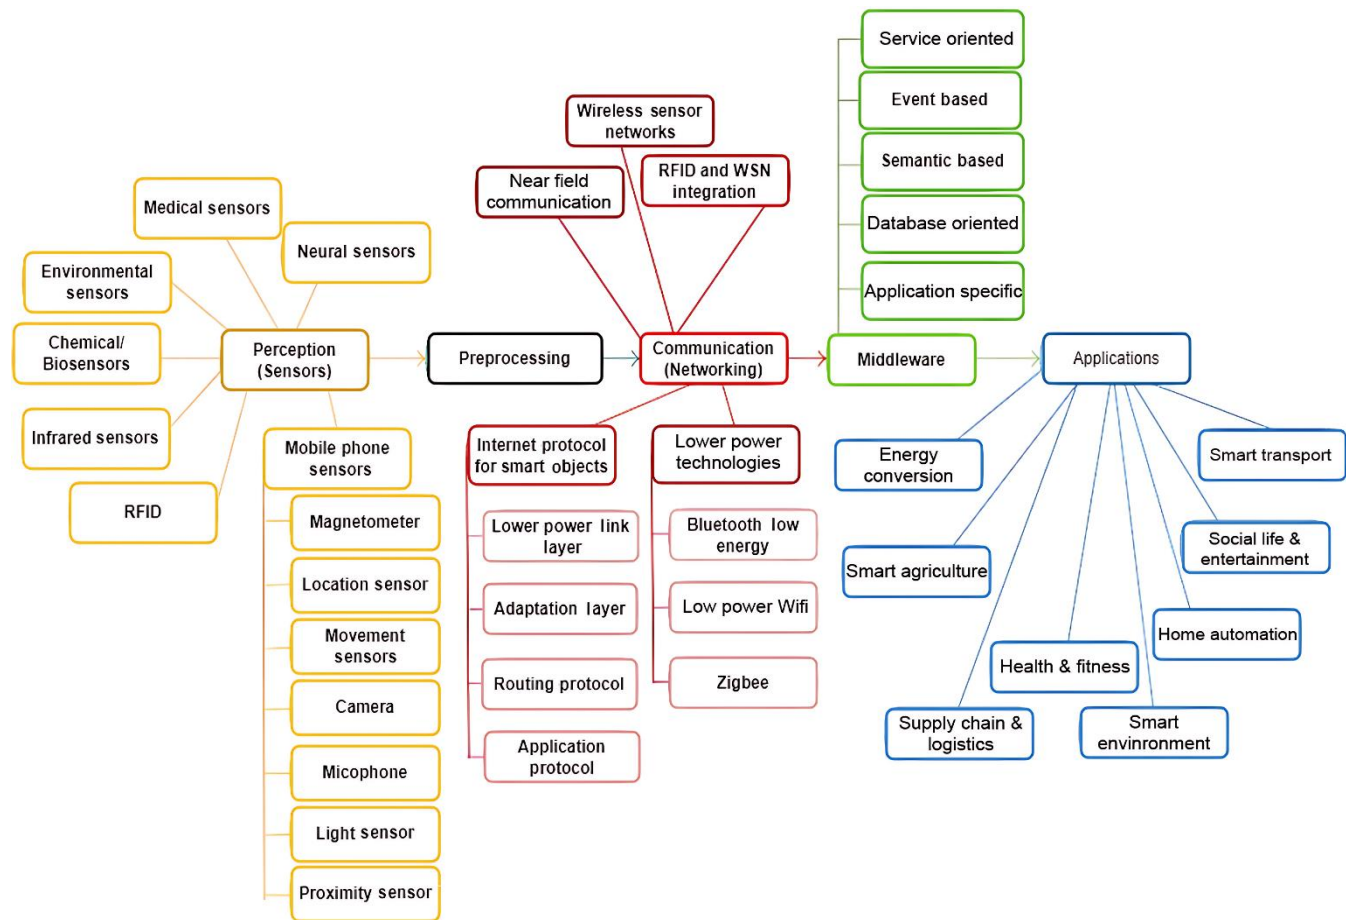 Service oriented
Event based
Semantic based
Database oriented
Application specific
Wireless sensor
networks
RFID and WSN
integration
Near field
communication
Medical sensors
Neural sensors
Environmental
sensors
Chemical/
Biosensors
Infrared sensors
RFID
Perception
(Sensors)
Preprocessing
Communication
(Networking)
Middleware
Applications
Mobile phone
sensors
Magnetometer
Location sensor
Movement
sensors
Camera
Micophone
Light sensor
Proximity sensor
Internet protocol
for smart objects
Lower power link
layer
Adaptation layer
Routing protocol
Application
protocol
Lower power
technologies
Bluetooth low
energy
Low power Wifi
Zigbee
Energy
conversion
Smart agriculture
Supply chain &
logistics
Health & fitness
Smart
envinronment
Home automation
Social life &
entertainment
Smart transport